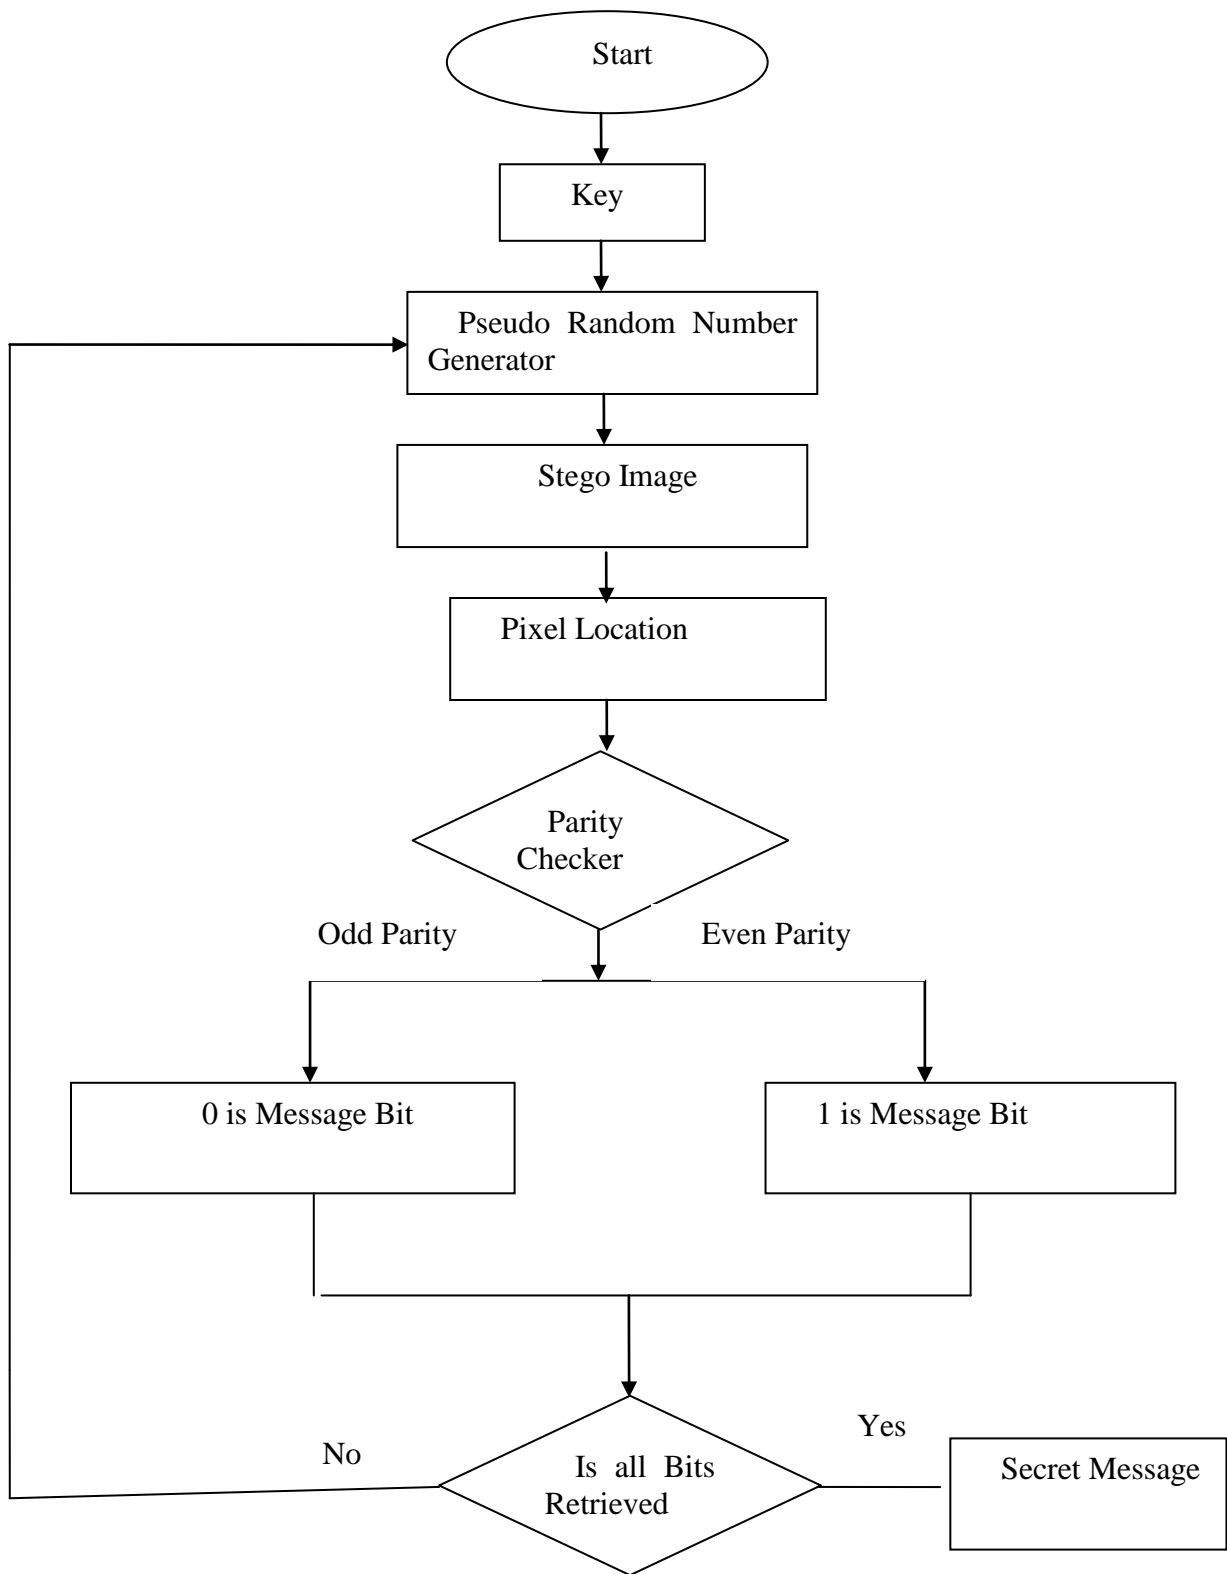 Start
Key
Pseudo Random Number
Generator
Stego Image
Pixel Location
Parity
Checker
Odd Parity
Even Parity
0 is Message Bit
1 is Message Bit
Yes
No
Is all Bits
Retrieved
Secret Message